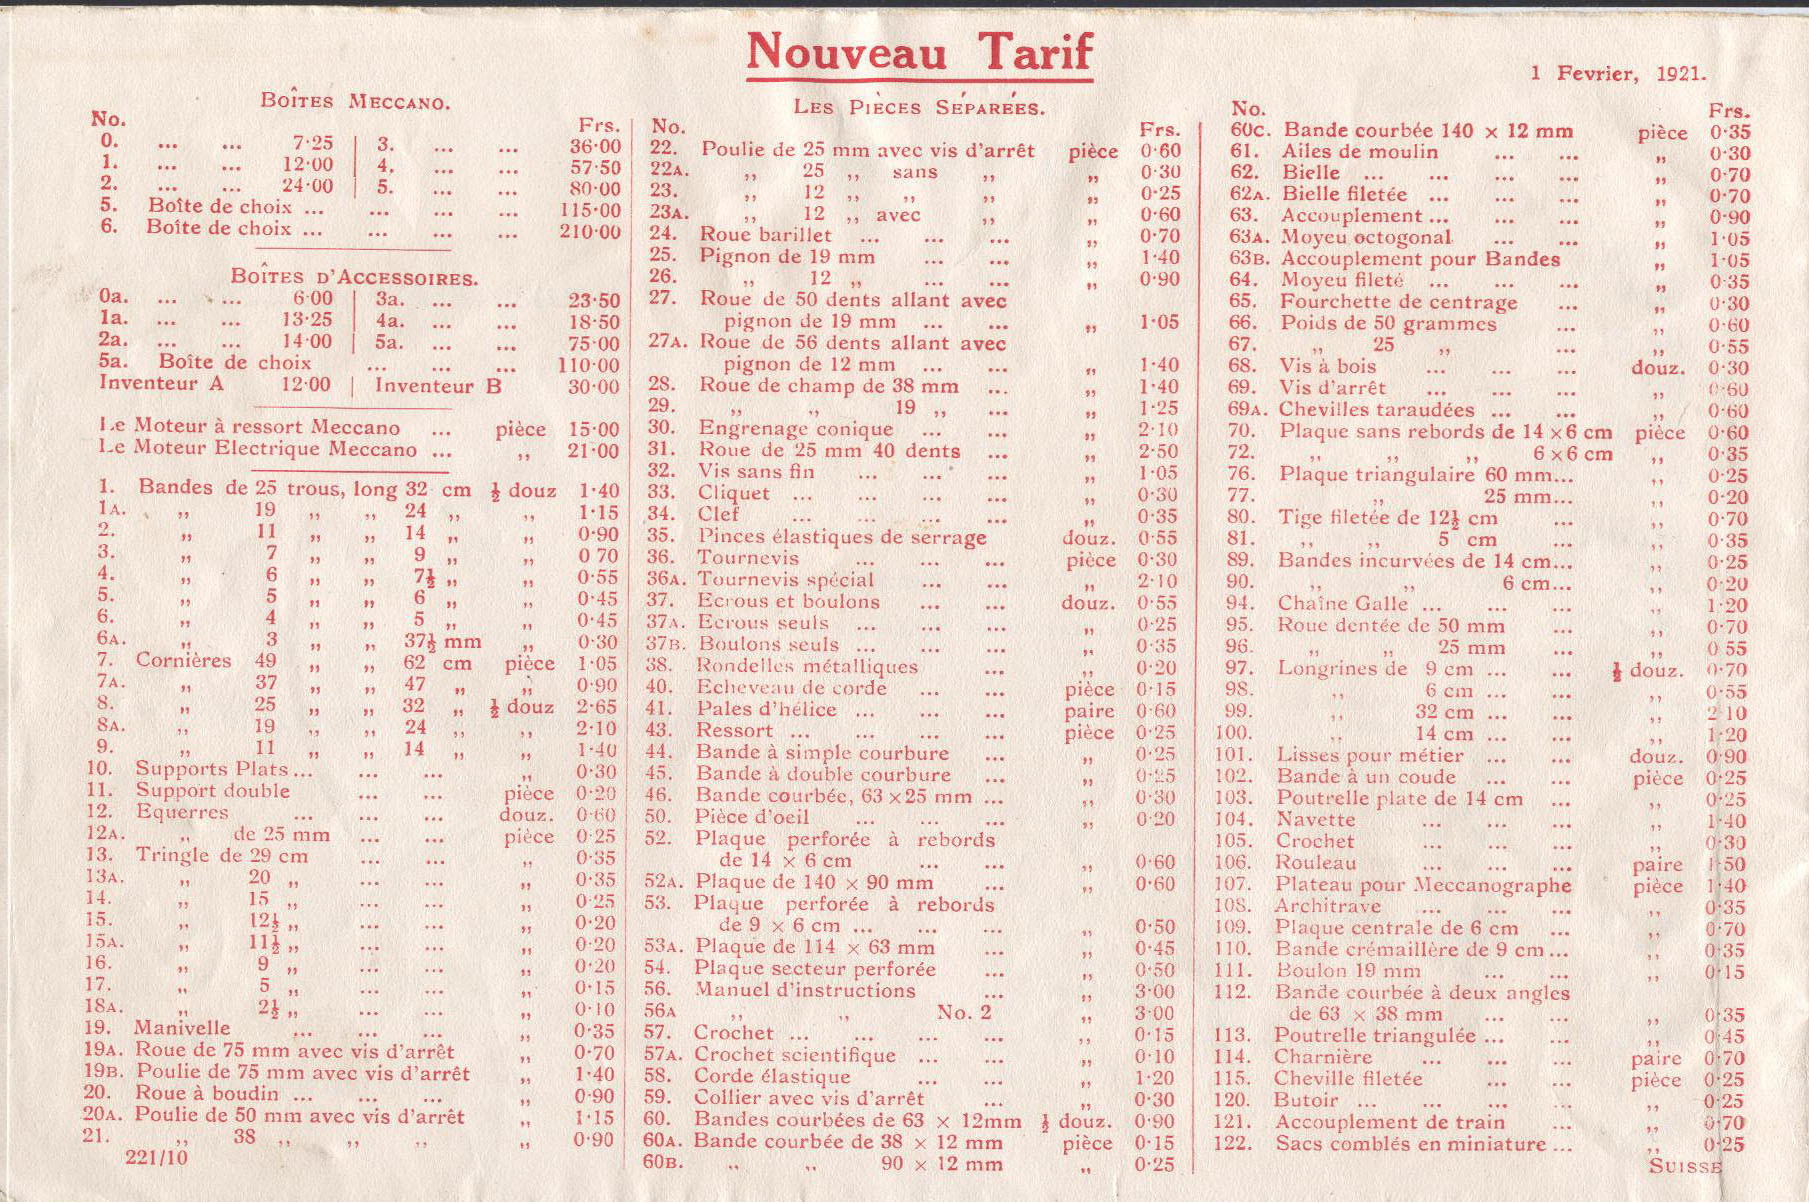 Nouveau Tarif
1 Fevrier, 1921.
BOÎTES MECCANO.
No. Frs.
0. ... ... 7·25 | 3. ... ... 36·00
1. ... ... 12·00 | 4. ... ... 57·50
2. ... ... 24·00 | 5. ... ... 80·00
5. Boîte de choix ... ... ... ... 115·00
6. Boîte de choix ... ... ... ... 210·00
BOÎTES D'ACCESSOIRES.
0a. ... ... 6·00 | 3a. ... ... 23·50
1a. ... ... 13·25 | 4a. ... ... 18·50
2a. ... ... 14·00 | 5a. ... ... 75·00
5a. Boîte de choix ... ... ... 110·00
Inventeur A 12·00 | Inventeur B 30·00
Le Moteur à ressort Meccano ... pièce 15·00
Le Moteur Electrique Meccano ... ,, 21·00
1. Bandes de 25 trous, long 32 cm ½ douz 1·40
1A. ,, 19 ,, ,, 24 ,, ,, 1·15
2. ,, 11 ,, ,, 14 ,, ,, 0·90
3. ,, 7 ,, ,, 9 ,, ,, 0 70
4. ,, 6 ,, ,, 7½ ,, ,, 0·55
5. ,, 5 ,, ,, 6 ,, ,, 0·45
6. ,, 4 ,, ,, 5 ,, ,, 0·45
6A. ,, 3 ,, ,, 37½ mm ,, 0·30
7. Cornières 49 ,, ,, 62 cm pièce 1·05
7A. ,, 37 ,, ,, 47 ,, ,, 0·90
8. ,, 25 ,, ,, 32 ,, ½ douz 2·65
8A. ,, 19 ,, ,, 24 ,, ,, 2·10
9. ,, 11 ,, ,, 14 ,, ,, 1·40
10. Supports Plats ... ... ... ,, 0·30
11. Support double ... ... pièce 0·20
12. Equerres ... ... ... douz. 0·60
12A. ,, de 25 mm ... ... pièce 0·25
13. Tringle de 29 cm ... ... ,, 0·35
13A. ,, 20 ,, ... ... ,, 0·35
14. ,, 15 ,, ... ... ,, 0·25
15. ,, 12½ ,, ... ... ,, 0·20
15A. ,, 11½ ,, ... ... ,, 0·20
16. ,, 9 ,, ... ... ,, 0·20
17. ,, 5 ,, ... ... ,, 0·15
18A. ,, 2½ ,, ... ... ,, 0·10
19. Manivelle ... ... ... ,, 0·35
19A. Roue de 75 mm avec vis d'arrêt ,, 0·70
19B. Poulie de 75 mm avec vis d'arrêt ,, 1·40
20. Roue à boudin ... ... ... ,, 0·90
20A. Poulie de 50 mm avec vis d'arrêt ,, 1·15
21. ,, 38 ,, ,, ,, ,, 0·90
221/10
LES PIÈCES SÉPARÉES.
No. Frs.
22. Poulie de 25 mm avec vis d'arrêt pièce 0·60
22A. ,, 25 ,, sans ,, ,, 0·30
23. ,, 12 ,, ,, ,, ,, 0·25
23A. ,, 12 ,, avec ,, ,, 0·60
24. Roue barillet ... ... ... ,, 0·70
25. Pignon de 19 mm ... ... ,, 1·40
26. ,, 12 ,, ... ... ,, 0·90
27. Roue de 50 dents allant avec
pignon de 19 mm ... ... ,, 1·05
27A. Roue de 56 dents allant avec
pignon de 12 mm ... ... ,, 1·40
28. Roue de champ de 38 mm ... ,, 1·40
29. ,, ,, 19 ,, ... ,, 1·25
30. Engrenage conique ... ... ,, 2·10
31. Roue de 25 mm 40 dents ... ,, 2·50
32. Vis sans fin ... ... ... ,, 1·05
33. Cliquet ... ... ... ... ,, 0·30
34. Clef ... ... ... ... ,, 0·35
35. Pinces élastiques de serrage douz. 0·55
36. Tournevis ... ... ... pièce 0·30
36A. Tournevis spécial ... ... ,, 2·10
37. Ecrous et boulons ... ... douz. 0·55
37A. Ecrous seuls ... ... ... ,, 0·25
37B. Boulons seuls ... ... ... ,, 0·35
38. Rondelles métalliques ... ,, 0·20
40. Echeveau de corde ... ... pièce 0·15
41. Pales d'hélice ... ... ... paire 0·60
43. Ressort ... ... ... ... pièce 0·25
44. Bande à simple courbure ... ,, 0·25
45. Bande à double courbure ... ,, 0·25
46. Bande courbée, 63 × 25 mm ... ,, 0·30
50. Pièce d'oeil ... ... ... ,, 0·20
52. Plaque perforée à rebords
de 14 × 6 cm ... ... ,, 0·60
52A. Plaque de 140 × 90 mm ... ,, 0·60
53. Plaque perforée à rebords
de 9 × 6 cm ... ... ... ,, 0·50
53A. Plaque de 114 × 63 mm ... ,, 0·45
54. Plaque secteur perforée ... ,, 0·50
56. Manuel d'instructions ... ,, 3·00
56A ,, ,, No. 2 ,, 3·00
57. Crochet ... ... ... ... ,, 0·15
57A. Crochet scientifique ... ... ,, 0·10
58. Corde élastique ... ... ,, 1·20
59. Collier avec vis d'arrêt ... ,, 0·30
60. Bandes courbées de 63 × 12mm ½ douz. 0·90
60A. Bande courbée de 38 × 12 mm pièce 0·15
60B. ,, ,, 90 × 12 mm ,, 0·25
No. Frs.
60C. Bande courbée 140 × 12 mm pièce 0·35
61. Ailes de moulin ... ... ,, 0·30
62. Bielle ... ... ... ... ,, 0·70
62A. Bielle filetée ... ... ... ,, 0·70
63. Accouplement ... ... ... ,, 0·90
63A. Moyeu octogonal ... ... ,, 1·05
63B. Accouplement pour Bandes ,, 1·05
64. Moyeu fileté ... ... ... ,, 0·35
65. Fourchette de centrage ... ,, 0·30
66. Poids de 50 grammes ... ,, 0·60
67. ,, 25 ,, ... ,, 0·55
68. Vis à bois ... ... ... douz. 0·30
69. Vis d'arrêt ... ... ... ,, 0·60
69A. Chevilles taraudées ... ... ,, 0·60
70. Plaque sans rebords de 14 × 6 cm pièce 0·60
72. ,, ,, ,, 6 × 6 cm ,, 0·35
76. Plaque triangulaire 60 mm... ,, 0·25
77. ,, 25 mm... ,, 0·20
80. Tige filetée de 12½ cm ... ,, 0·70
81. ,, ,, 5 cm ... ,, 0·35
89. Bandes incurvées de 14 cm... ,, 0·25
90. ,, ,, 6 cm... ,, 0·20
94. Chaîne Galle ... ... ... ,, 1·20
95. Roue dentée de 50 mm ... ,, 0·70
96. ,, ,, 25 mm ... ,, 0 55
97. Longrines de 9 cm ... ... ½ douz. 0·70
98. ,, 6 cm ... ... ,, 0·55
99. ,, 32 cm ... ... ,, 2·10
100. ,, 14 cm ... ... ,, 1·20
101. Lisses pour métier ... ... douz. 0·90
102. Bande à un coude ... ... pièce 0·25
103. Poutrelle plate de 14 cm ... ,, 0·25
104. Navette ... ... ... ,, 1·40
105. Crochet ... ... ... ,, 0·30
106. Rouleau ... ... ... paire 1·50
107. Plateau pour Meccanographe pièce 1·40
108. Architrave ... ... ... ,, 0·35
109. Plaque centrale de 6 cm ... ,, 0·70
110. Bande crémaillère de 9 cm ... ,, 0·35
111. Boulon 19 mm ... ... ,, 0·15
112. Bande courbée à deux angles
de 63 × 38 mm ... ... ,, 0·35
113. Poutrelle triangulée ... ... ,, 0·45
114. Charnière ... ... ... paire 0·70
115. Cheville filetée ... ... pièce 0·25
120. Butoir ... ... ... ... ,, 0·25
121. Accouplement de train ... ,, 0·70
122. Sacs comblés en miniature ... ,, 0·25
SUISSE